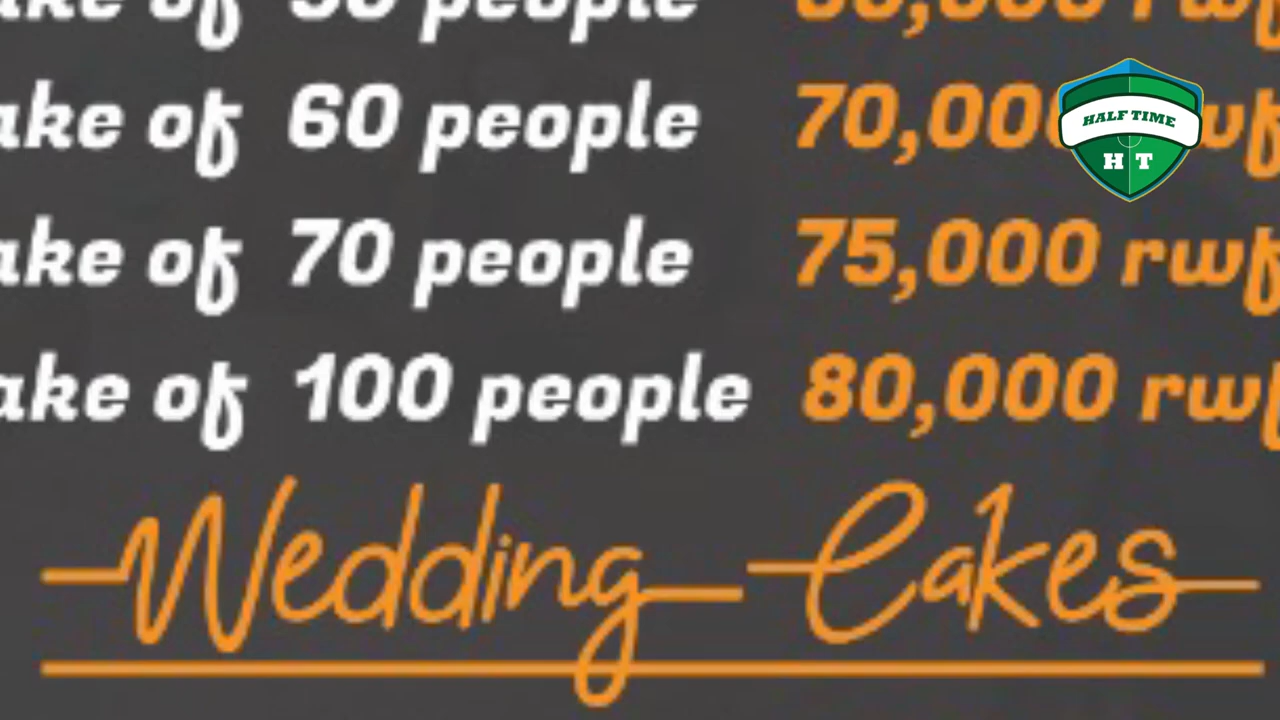 ake of 60 people 70,00
HALF TIME
H T
ake of 70 people 75,000 rwf
ake of 100 people 80,000 rwf
Wedding Cakes